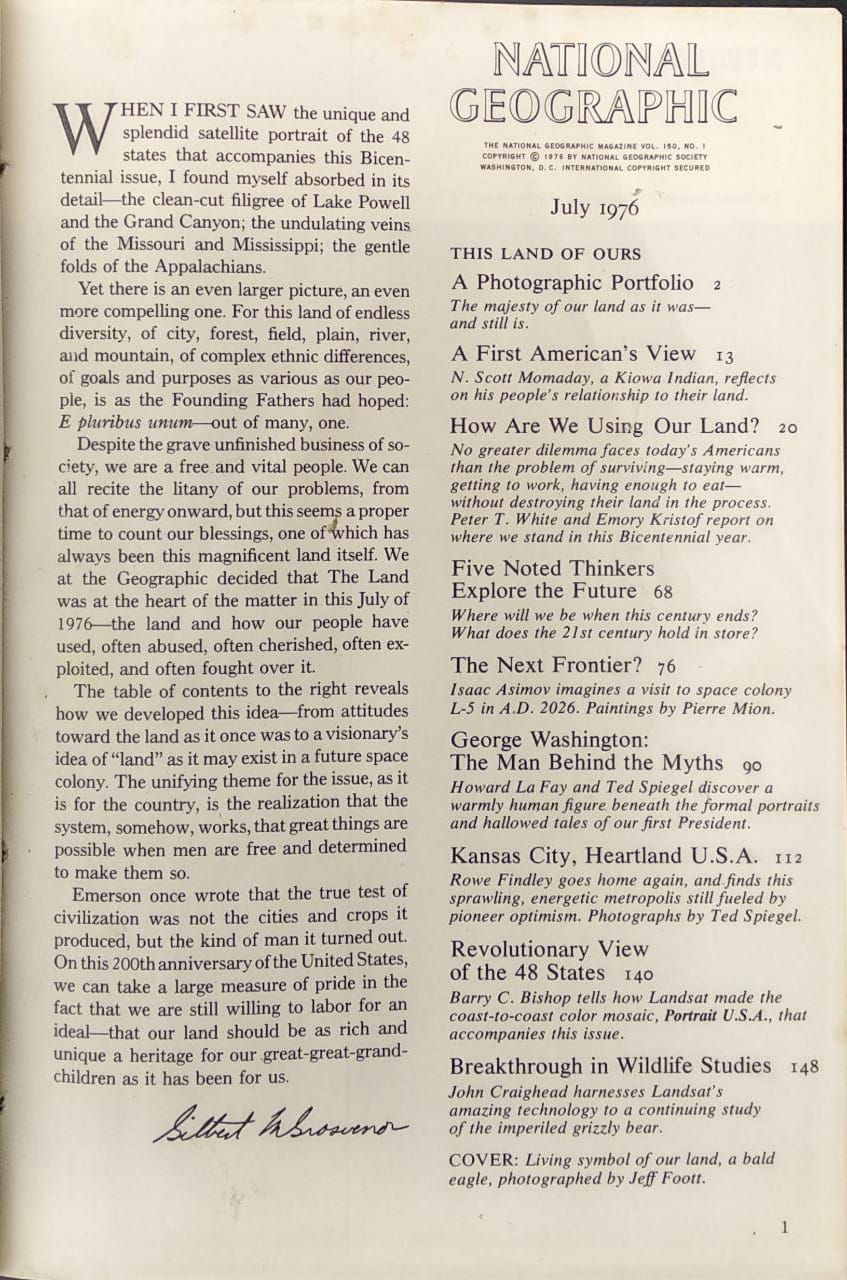 WHEN I FIRST SAW the unique and
splendid satellite portrait of the 48
states that accompanies this Bicen-
tennial issue, I found myself absorbed in its
detail—the clean-cut filigree of Lake Powell
and the Grand Canyon; the undulating veins
of the Missouri and Mississippi; the gentle
folds of the Appalachians.
Yet there is an even larger picture, an even
more compelling one. For this land of endless
diversity, of city, forest, field, plain, river,
and mountain, of complex ethnic differences,
of goals and purposes as various as our peo-
ple, is as the Founding Fathers had hoped:
E pluribus unum—out of many, one.
Despite the grave unfinished business of so-
ciety, we are a free and vital people. We can
all recite the litany of our problems, from
that of energy onward, but this seems a proper
time to count our blessings, one of which has
always been this magnificent land itself. We
at the Geographic decided that The Land
was at the heart of the matter in this July of
1976—the land and how our people have
used, often abused, often cherished, often ex-
ploited, and often fought over it.
The table of contents to the right reveals
how we developed this idea—from attitudes
toward the land as it once was to a visionary's
idea of "land" as it may exist in a future space
colony. The unifying theme for the issue, as it
is for the country, is the realization that the
system, somehow, works, that great things are
possible when men are free and determined
to make them so.
Emerson once wrote that the true test of
civilization was not the cities and crops it
produced, but the kind of man it turned out.
On this 200th anniversary of the United States,
we can take a large measure of pride in the
fact that we are still willing to labor for an
ideal—that our land should be as rich and
unique a heritage for our great-great-grand-
children as it has been for us.
Gilbert M Grosvenor
NATIONAL
GEOGRAPHIC
THE NATIONAL GEOGRAPHIC MAGAZINE VOL. 150, NO. 1
COPYRIGHT © 1976 BY NATIONAL GEOGRAPHIC SOCIETY
WASHINGTON, D. C. INTERNATIONAL COPYRIGHT SECURED
July 1976
THIS LAND OF OURS
A Photographic Portfolio 2
The majesty of our land as it was—
and still is.
A First American's View 13
N. Scott Momaday, a Kiowa Indian, reflects
on his people's relationship to their land.
How Are We Using Our Land? 20
No greater dilemma faces today's Americans
than the problem of surviving—staying warm,
getting to work, having enough to eat—
without destroying their land in the process.
Peter T. White and Emory Kristof report on
where we stand in this Bicentennial year.
Five Noted Thinkers
Explore the Future 68
Where will we be when this century ends?
What does the 21st century hold in store?
The Next Frontier? 76
Isaac Asimov imagines a visit to space colony
L-5 in A.D. 2026. Paintings by Pierre Mion.
George Washington:
The Man Behind the Myths 90
Howard La Fay and Ted Spiegel discover a
warmly human figure beneath the formal portraits
and hallowed tales of our first President.
Kansas City, Heartland U.S.A. 112
Rowe Findley goes home again, and finds this
sprawling, energetic metropolis still fueled by
pioneer optimism. Photographs by Ted Spiegel.
Revolutionary View
of the 48 States 140
Barry C. Bishop tells how Landsat made the
coast-to-coast color mosaic, Portrait U.S.A., that
accompanies this issue.
Breakthrough in Wildlife Studies 148
John Craighead harnesses Landsat's
amazing technology to a continuing study
of the imperiled grizzly bear.
COVER: Living symbol of our land, a bald
eagle, photographed by Jeff Foott.
1